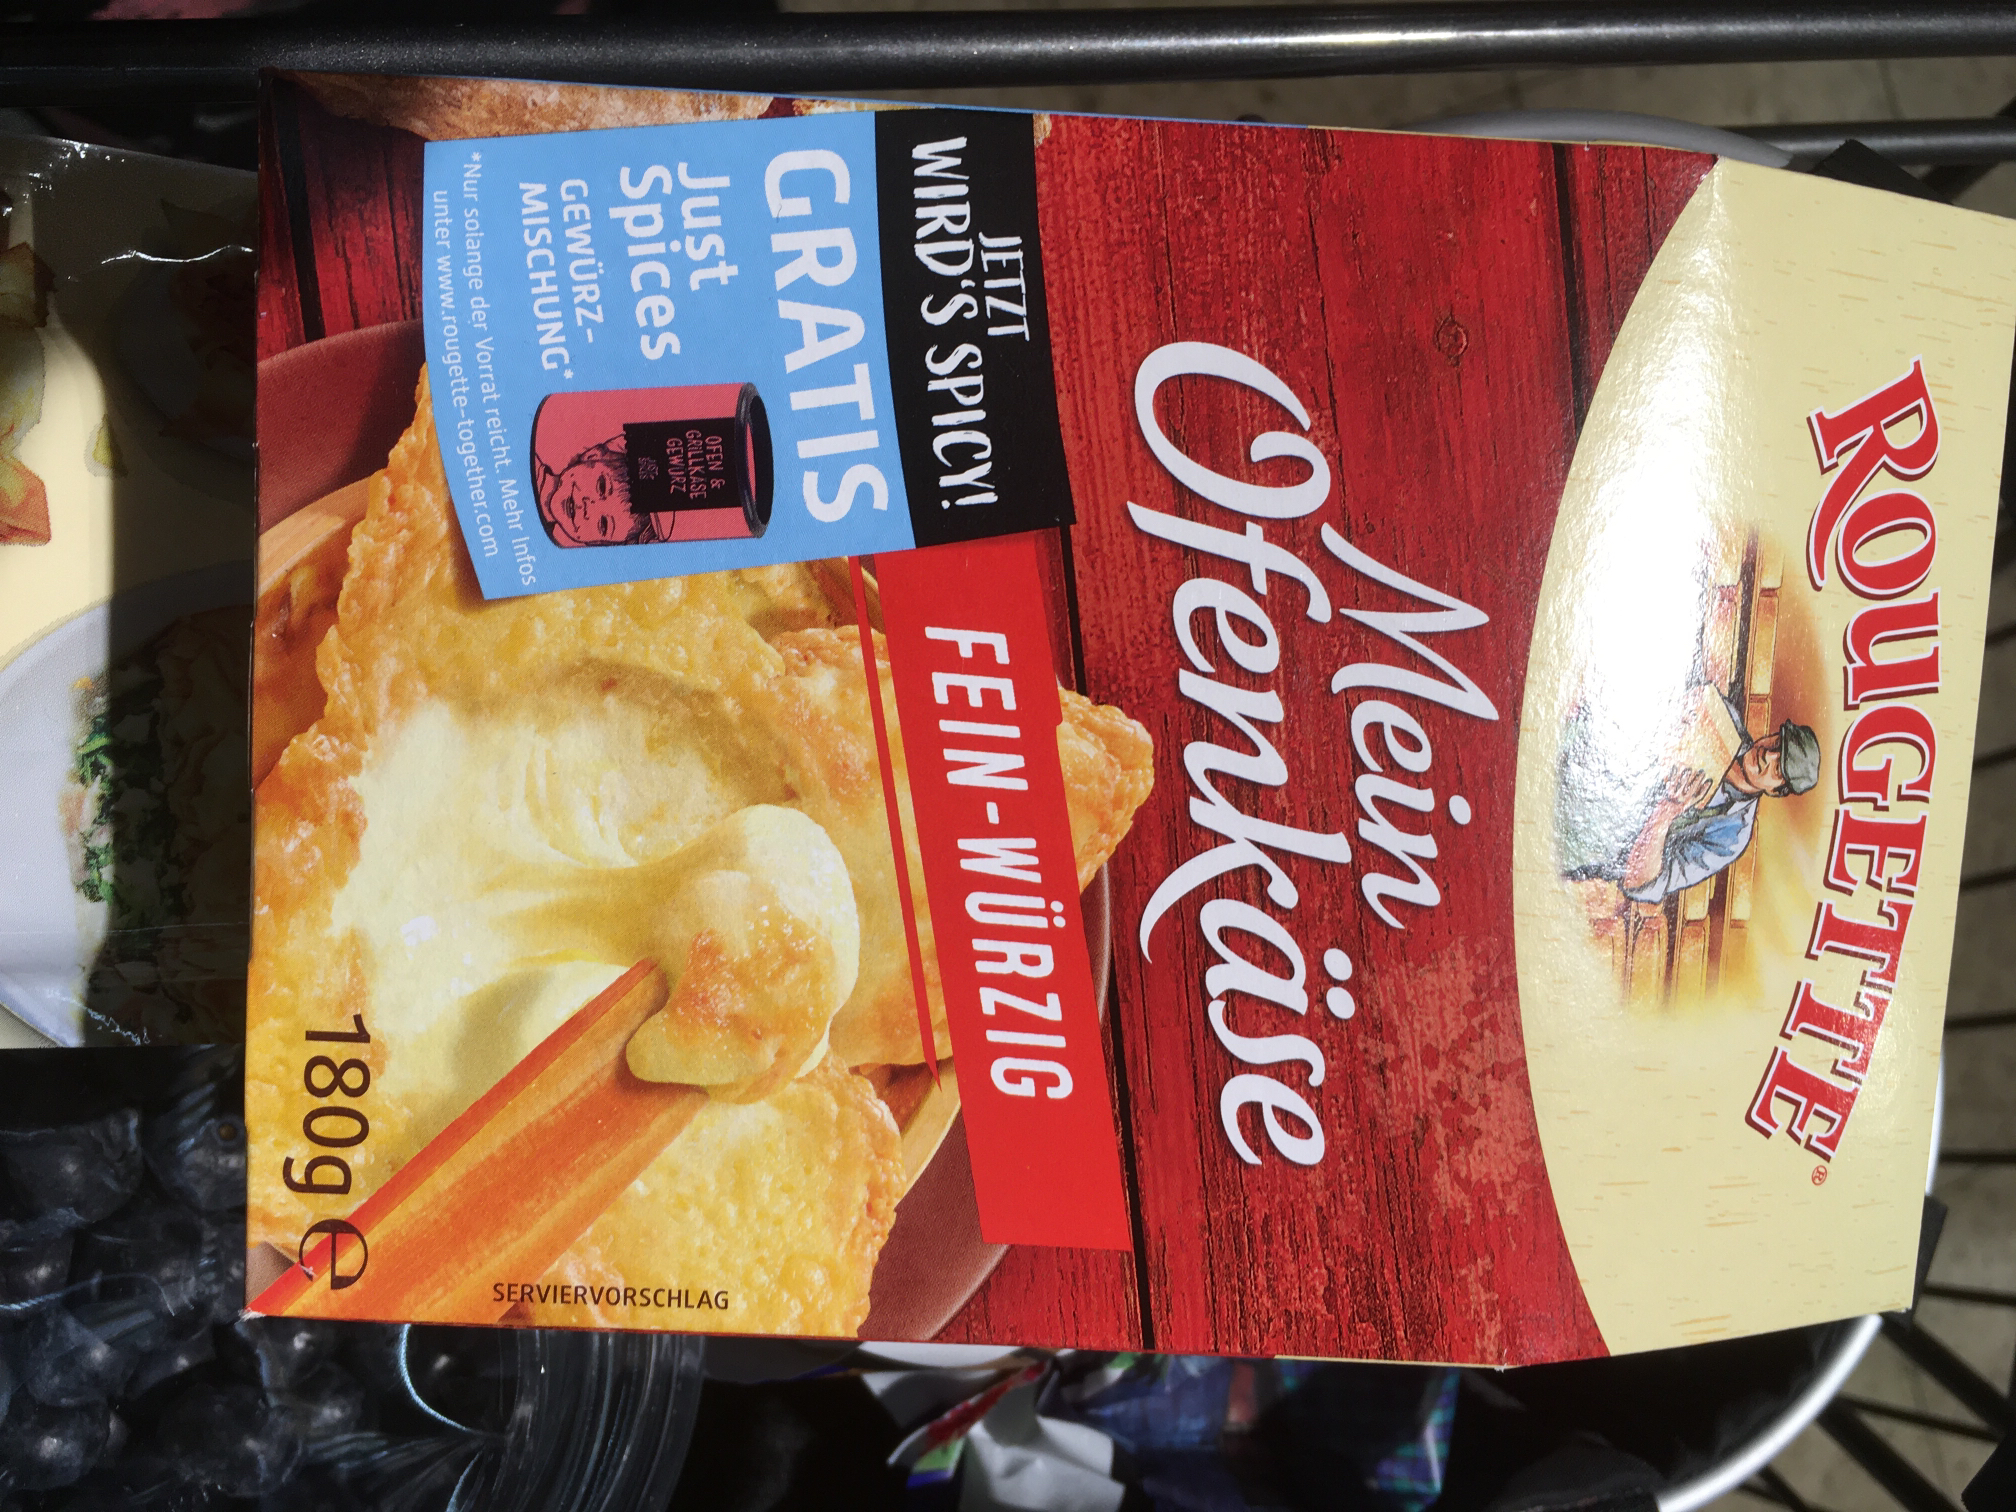 ROUGETTE®
Mein
Ofenkäse
JETZT
WIRD'S SPICY!
GRATIS
Just
Spices
GEWÜRZ-
MISCHUNG*
OFEN &
GRILLKÄSE
GEWÜRZ
*Nur solange der Vorrat reicht. Mehr Infos
unter www.rougette-together.com
FEIN-WÜRZIG
180g e
SERVIERVORSCHLAG